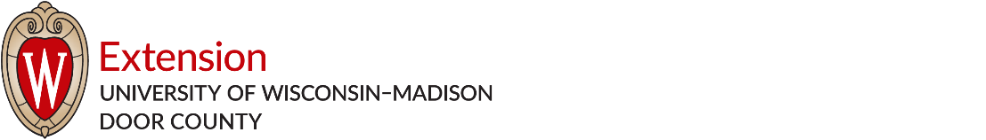 W
Extension
UNIVERSITY OF WISCONSIN–MADISON
DOOR COUNTY